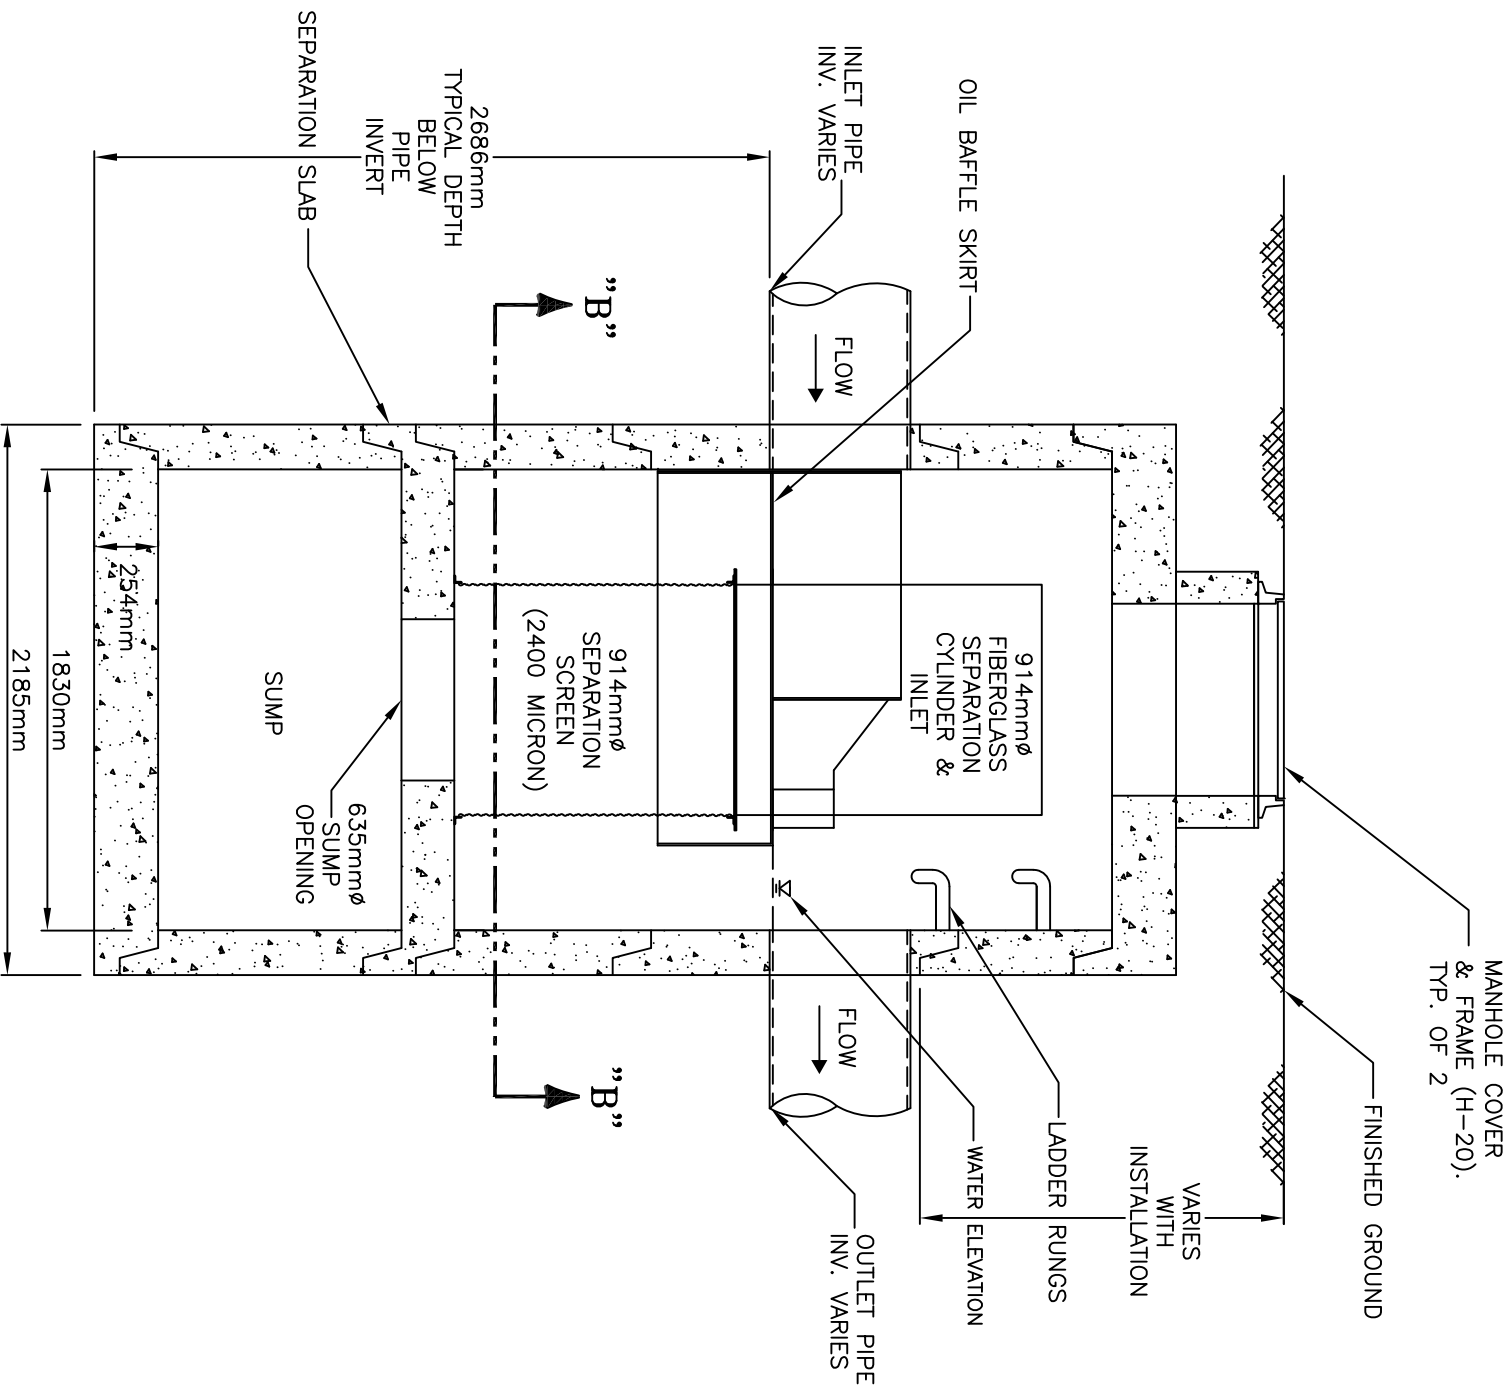 MANHOLE COVER
& FRAME (H-20).
TYP. OF 2
FINISHED GROUND
VARIES
WITH
INSTALLATION
LADDER RUNGS
WATER ELEVATION
OUTLET PIPE
INV. VARIES
OIL BAFFLE SKIRT
INLET PIPE
INV. VARIES
FLOW
FLOW
914mmø
FIBERGLASS
SEPARATION
CYLINDER &
INLET
914mmø
SEPARATION
SCREEN
(2400 MICRON)
"B"
"B"
2686mm
TYPICAL DEPTH
BELOW
PIPE
INVERT
SEPARATION SLAB
635mmø
SUMP
OPENING
SUMP
254mm
1830mm
2185mm